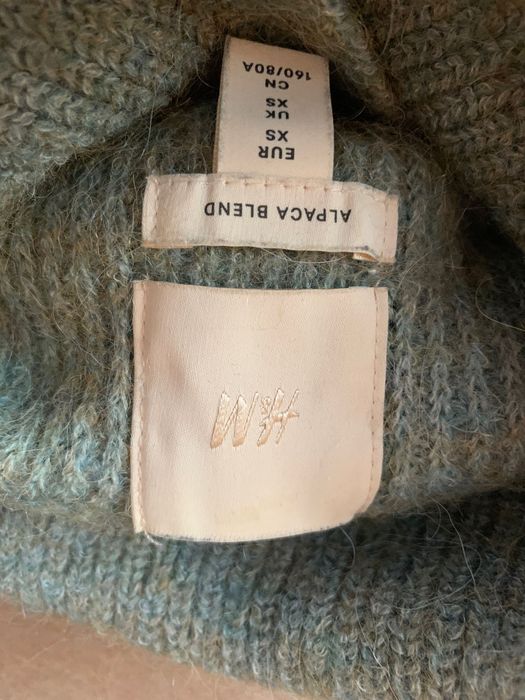 H&M
ALPACA BLEND
EUR XS
UK XS
CN 160/80A